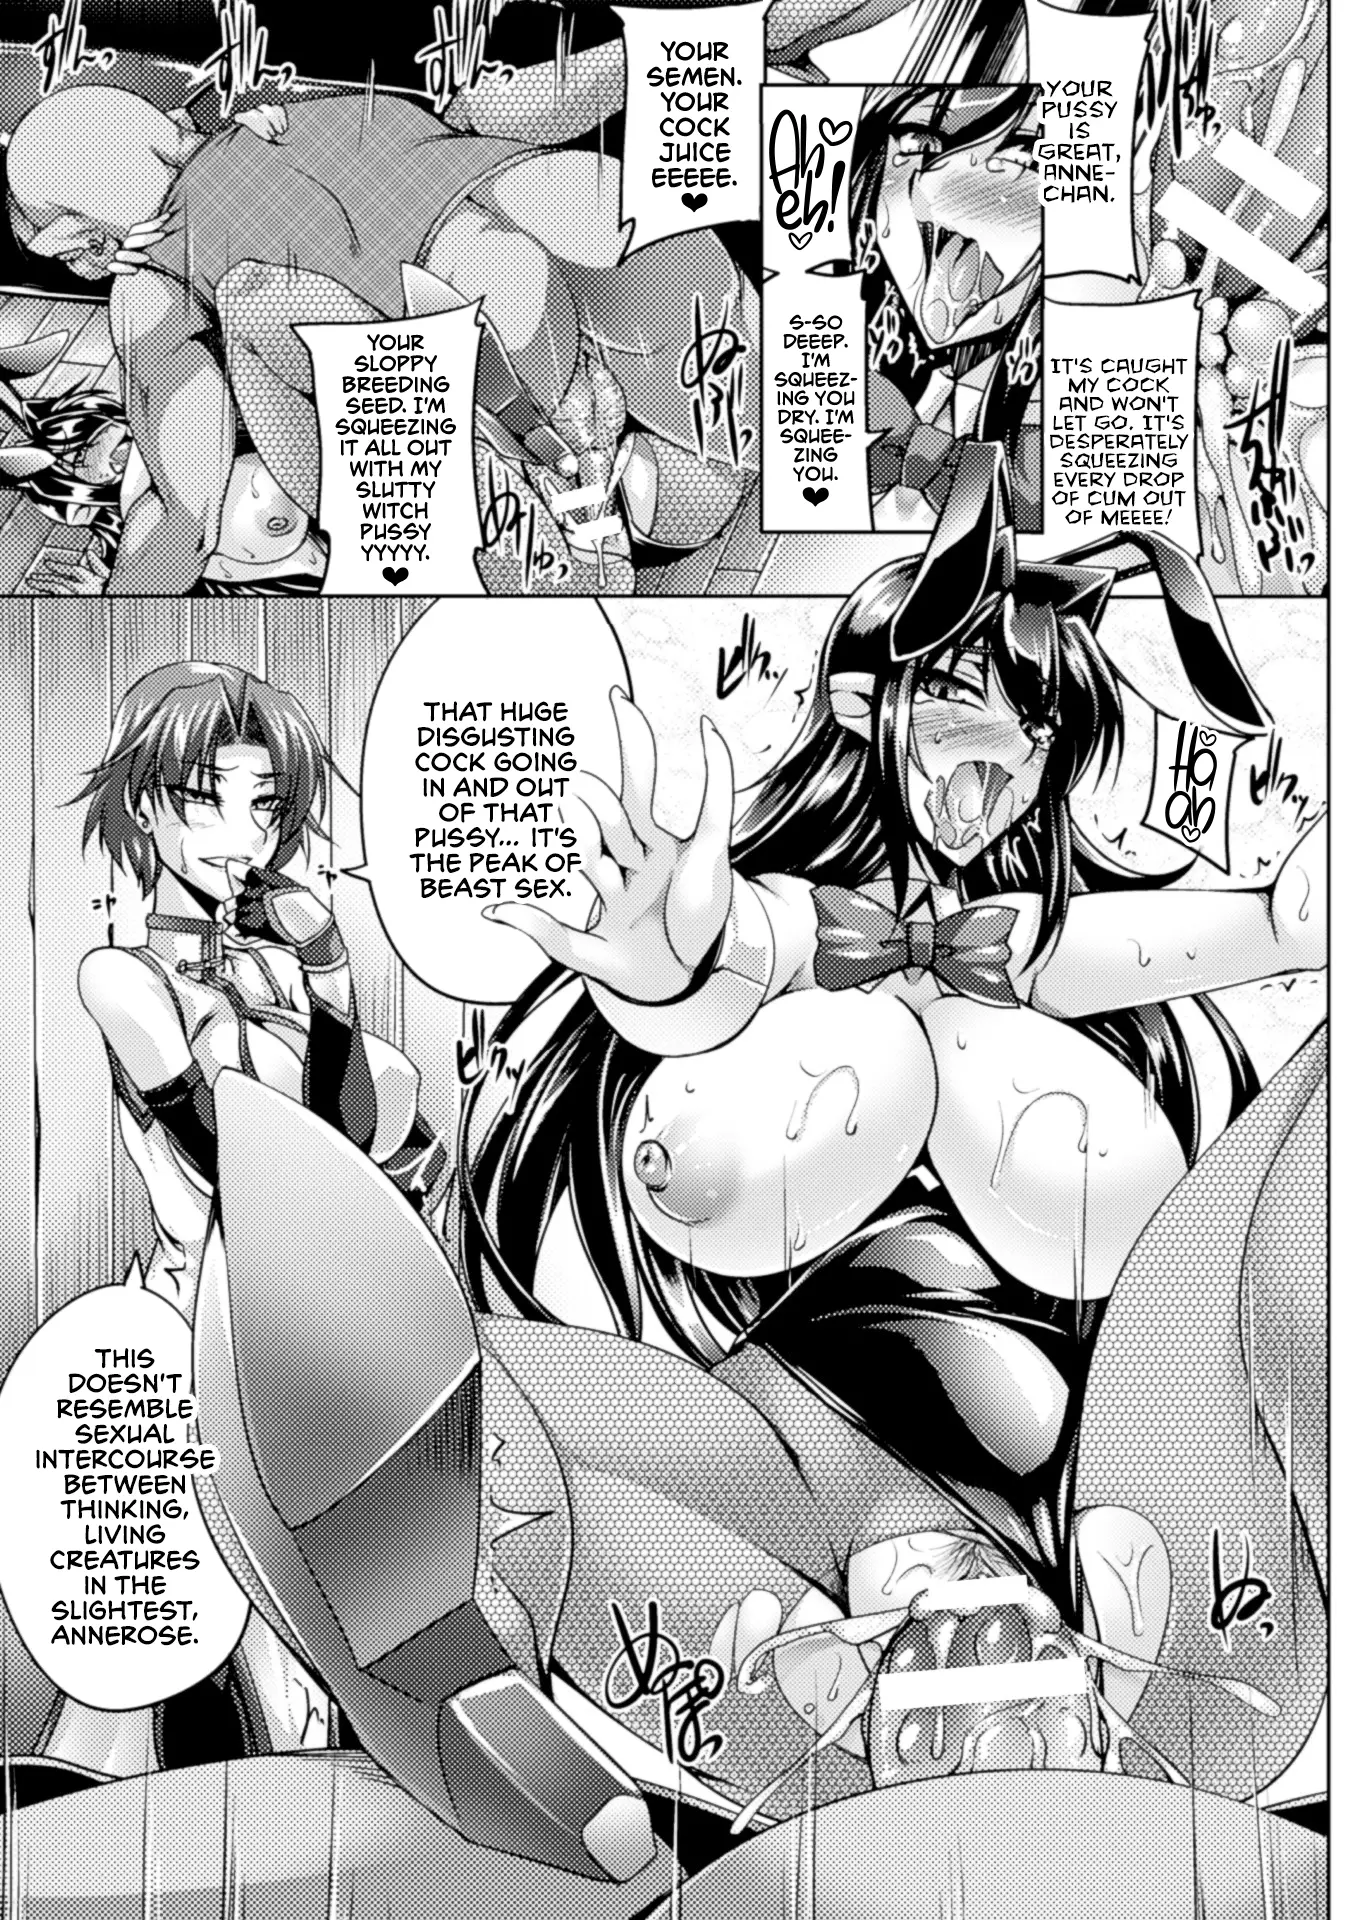 YOUR
PUSSY
IS
GREAT,
ANNE-
CHAN.
IT'S CAUGHT
MY COCK
AND WON'T
LET GO. IT'S
DESPERATELY
SQUEEZING
EVERY DROP
OF CUM OUT
OF MEEEE!
Ah
eh!
S-SO
DEEEP.
I'M
SQUEEZ-
ING YOU
DRY. I'M
SQUEE-
ZING
YOU.
♥
YOUR
SEMEN.
YOUR
COCK
JUICE
EEEEE.
♥
YOUR
SLOPPY
BREEDING
SEED. I'M
SQUEEZING
IT ALL OUT
WITH MY
SLUTTY
WITCH
PUSSY
YYYYY.
♥
Ha
ah
THAT HUGE
DISGUSTING
COCK GOING
IN AND OUT
OF THAT
PUSSY... IT'S
THE PEAK OF
BEAST SEX.
THIS
DOESN'T
RESEMBLE
SEXUAL
INTERCOURSE
BETWEEN
THINKING,
LIVING
CREATURES
IN THE
SLIGHTEST,
ANNEROSE.